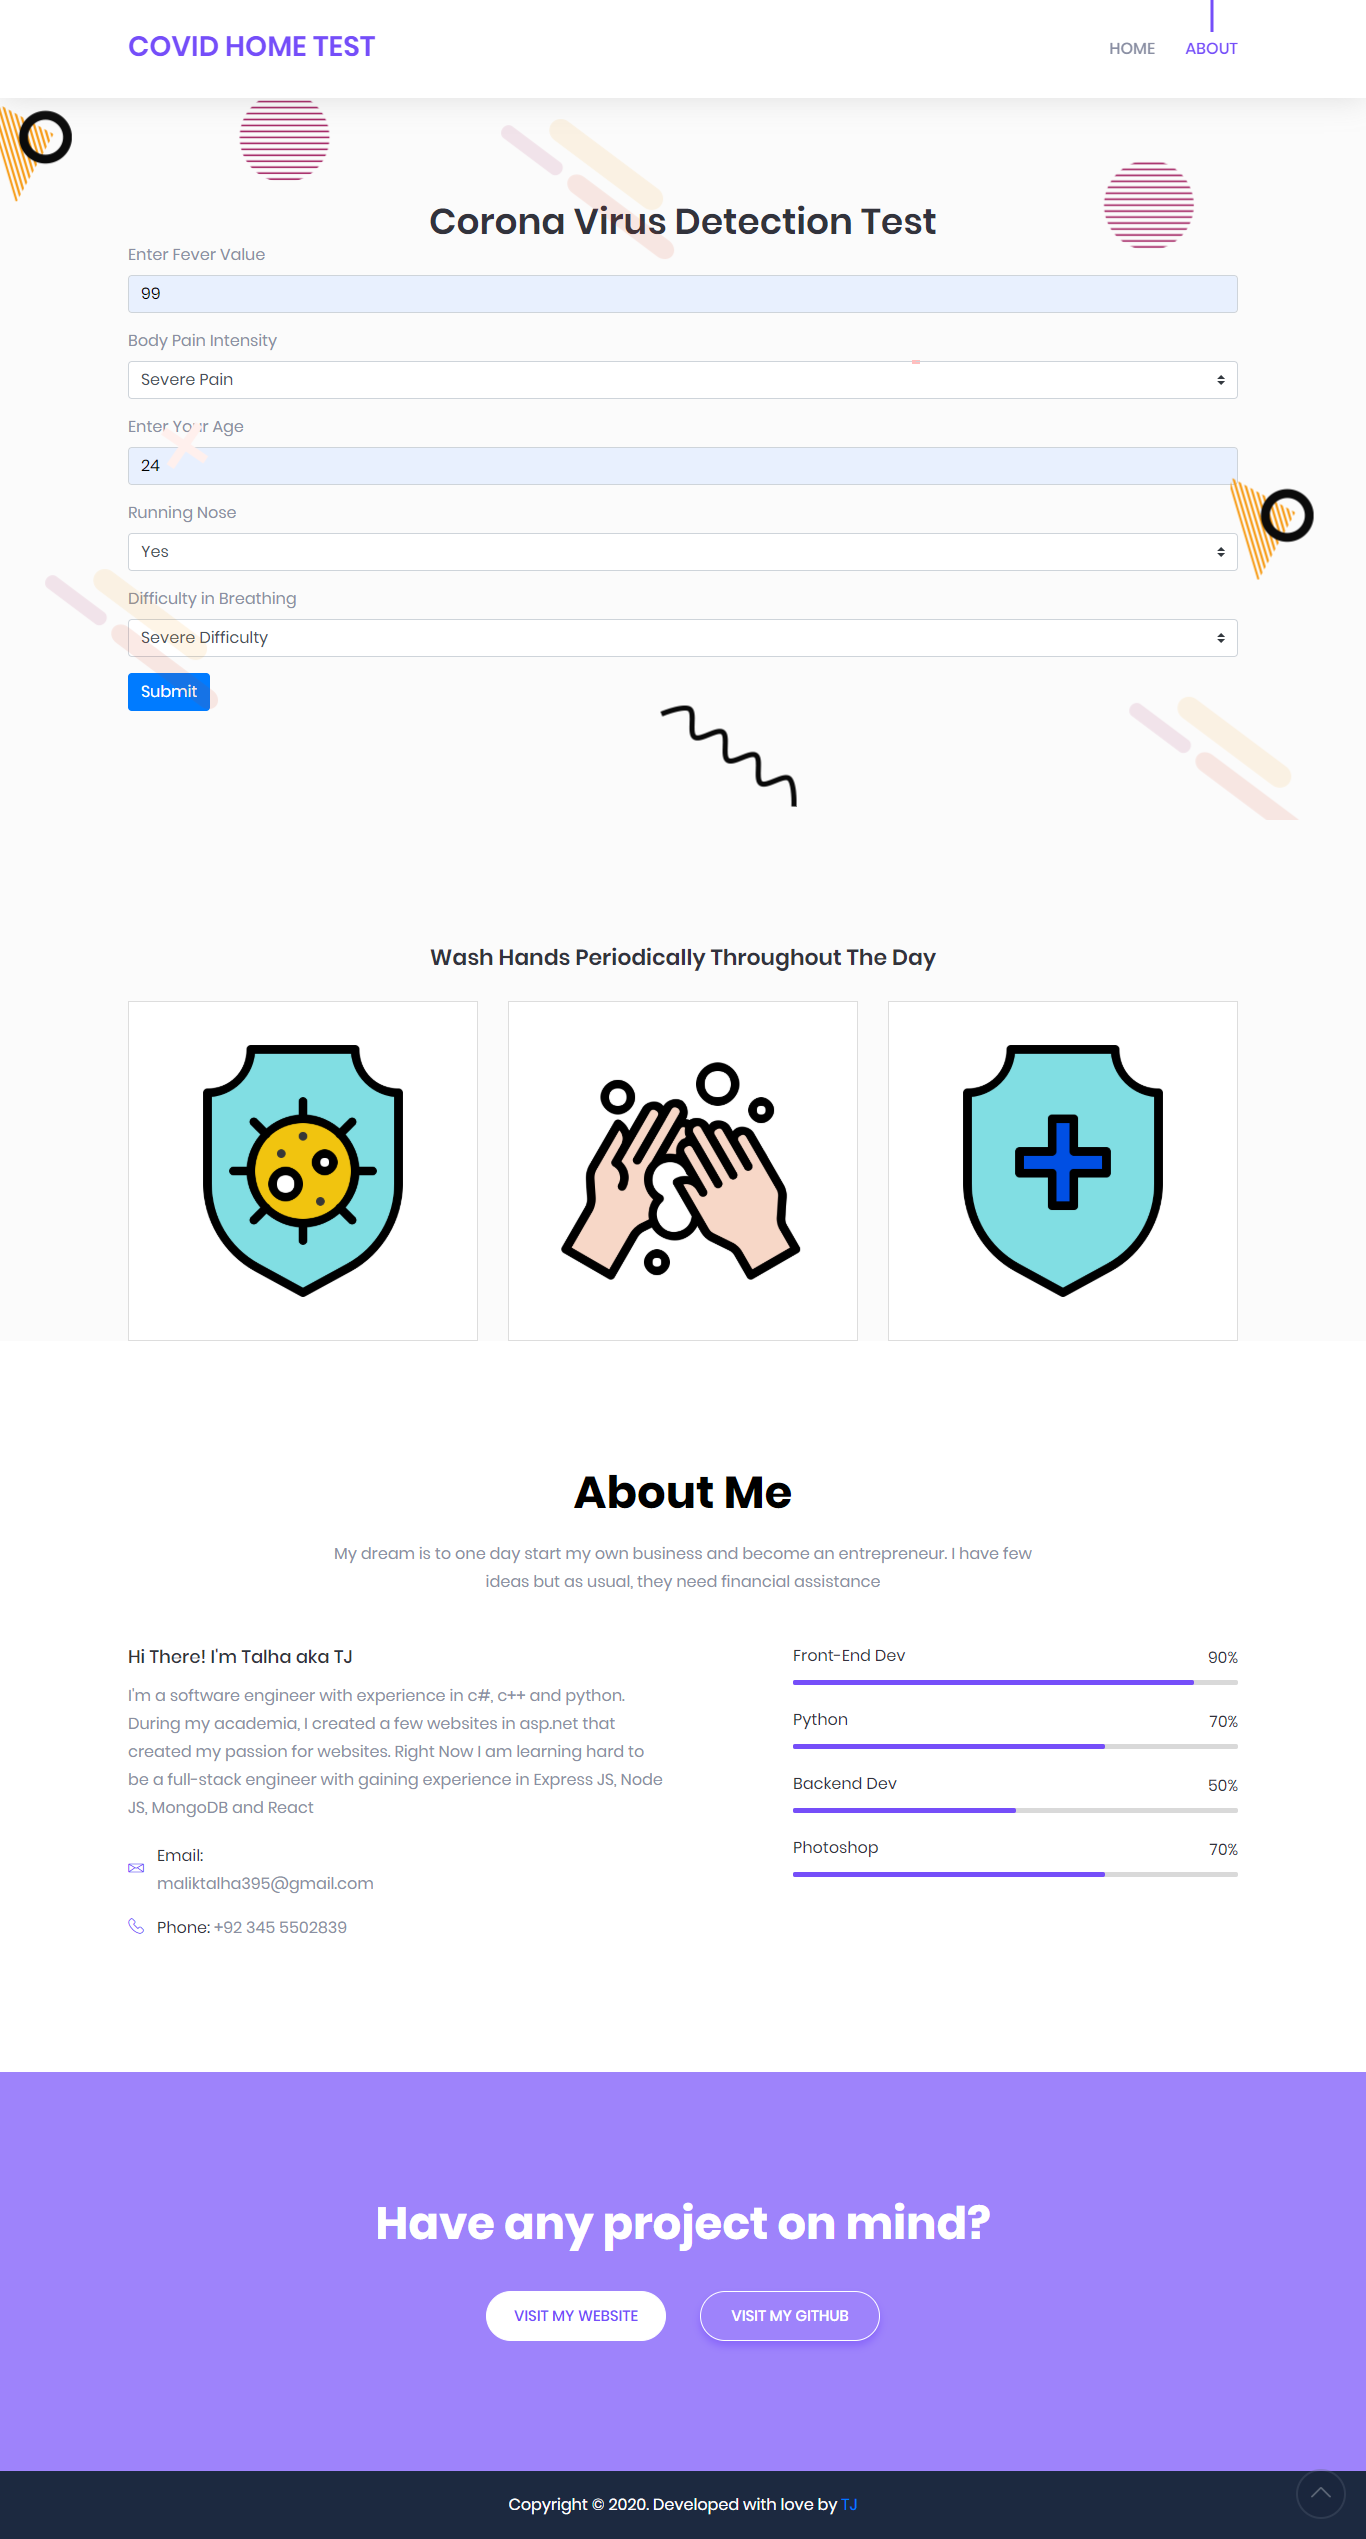 COVID HOME TEST
HOME
ABOUT
Corona Virus Detection Test
Enter Fever Value
99
Body Pain Intensity
Severe Pain
Enter Your Age
24
Running Nose
Yes
Difficulty in Breathing
Severe Difficulty
Submit
Wash Hands Periodically Throughout The Day
About Me
My dream is to one day start my own business and become an entrepreneur. I have few
ideas but as usual, they need financial assistance
Hi There! I'm Talha aka TJ
I'm a software engineer with experience in c#, c++ and python.
During my academia, I created a few websites in asp.net that
created my passion for websites. Right Now I am learning hard to
be a full-stack engineer with gaining experience in Express JS, Node
JS, MongoDB and React
Email:
maliktalha395@gmail.com
Phone: +92 345 5502839
Front-End Dev
90%
Python
70%
Backend Dev
50%
Photoshop
70%
Have any project on mind?
VISIT MY WEBSITE
VISIT MY GITHUB
Copyright © 2020. Developed with love by TJ